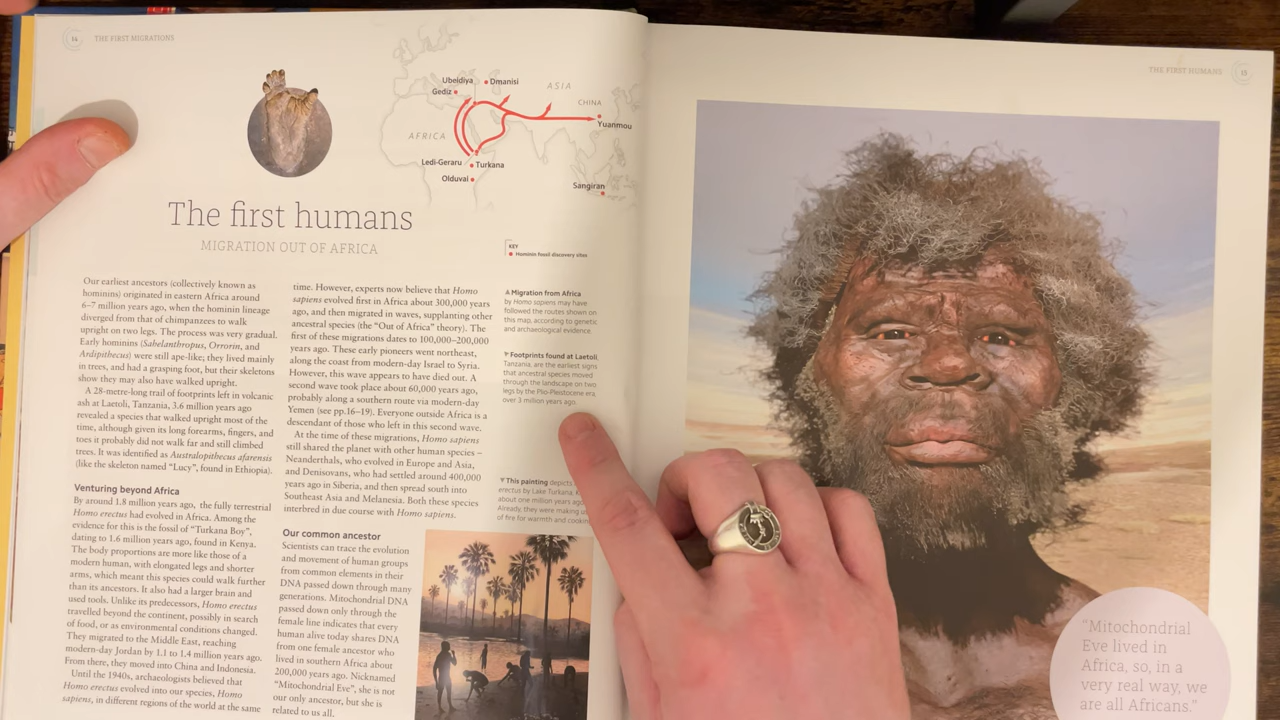 14
THE FIRST MIGRATIONS
Ubeidiya
Dmanisi
Gediz
ASIA
CHINA
Yuanmou
AFRICA
Ledi-Geraru
Turkana
Olduvai
Sangiran
The first humans
MIGRATION OUT OF AFRICA
KEY
Hominin fossil discovery sites
Our earliest ancestors (collectively known as
hominins) originated in eastern Africa around
6–7 million years ago, when the hominin lineage
diverged from that of chimpanzees to walk
upright on two legs. The process was very gradual.
Early hominins (Sahelanthropus, Orrorin, and
Ardipithecus) were still ape-like; they lived mainly
in trees, and had a grasping foot, but their skeletons
show they may also have walked upright.
A 28-metre-long trail of footprints left in volcanic
ash at Laetoli, Tanzania, 3.6 million years ago
revealed a species that walked upright most of the
time, although given its long forearms, fingers, and
toes it probably did not walk far and still climbed
trees. It was identified as Australopithecus afarensis
(like the skeleton named “Lucy”, found in Ethiopia).
Venturing beyond Africa
By around 1.8 million years ago, the fully terrestrial
Homo erectus had evolved in Africa. Among the
evidence for this is the fossil of “Turkana Boy”,
dating to 1.6 million years ago, found in Kenya.
The body proportions are more like those of a
modern human, with elongated legs and shorter
arms, which meant this species could walk further
than its ancestors. It also had a larger brain and
used tools. Unlike its predecessors, Homo erectus
travelled beyond the continent, possibly in search
of food, or as environmental conditions changed.
They migrated to the Middle East, reaching
modern-day Jordan by 1.1 to 1.4 million years ago.
From there, they moved into China and Indonesia.
Until the 1940s, archaeologists believed that
Homo erectus evolved into our species, Homo
sapiens, in different regions of the world at the same
time. However, experts now believe that Homo
sapiens evolved first in Africa about 300,000 years
ago, and then migrated in waves, supplanting other
ancestral species (the “Out of Africa” theory). The
first of these migrations dates to 100,000–200,000
years ago. These early pioneers went northeast,
along the coast from modern-day Israel to Syria.
However, this wave appears to have died out. A
second wave took place about 60,000 years ago,
probably along a southern route via modern-day
Yemen (see pp.16–19). Everyone outside Africa is a
descendant of those who left in this second wave.
At the time of these migrations, Homo sapiens
still shared the planet with other human species –
Neanderthals, who evolved in Europe and Asia,
and Denisovans, who had settled around 400,000
years ago in Siberia, and then spread south into
Southeast Asia and Melanesia. Both these species
interbred in due course with Homo sapiens.
Our common ancestor
Scientists can trace the evolution
and movement of human groups
from common elements in their
DNA passed down through many
generations. Mitochondrial DNA
passed down only through the
female line indicates that every
human alive today shares DNA
from one female ancestor who
lived in southern Africa about
200,000 years ago. Nicknamed
“Mitochondrial Eve”, she is not
our only ancestor, but she is
related to us all.
Migration from Africa
by Homo sapiens may have
followed the routes shown on
this map, according to genetic
and archaeological evidence.
Footprints found at Laetoli,
Tanzania, are the earliest signs
that ancestral species moved
through the landscape on two
legs by the Plio-Pleistocene era,
over 3 million years ago.
This painting depicts
erectus by Lake Turkana,
about one million years ago.
Already, they were making
of fire for warmth and
THE FIRST HUMANS
“Mitochondrial
Eve lived in
Africa, so, in a
very real way, we
are all Africans.”